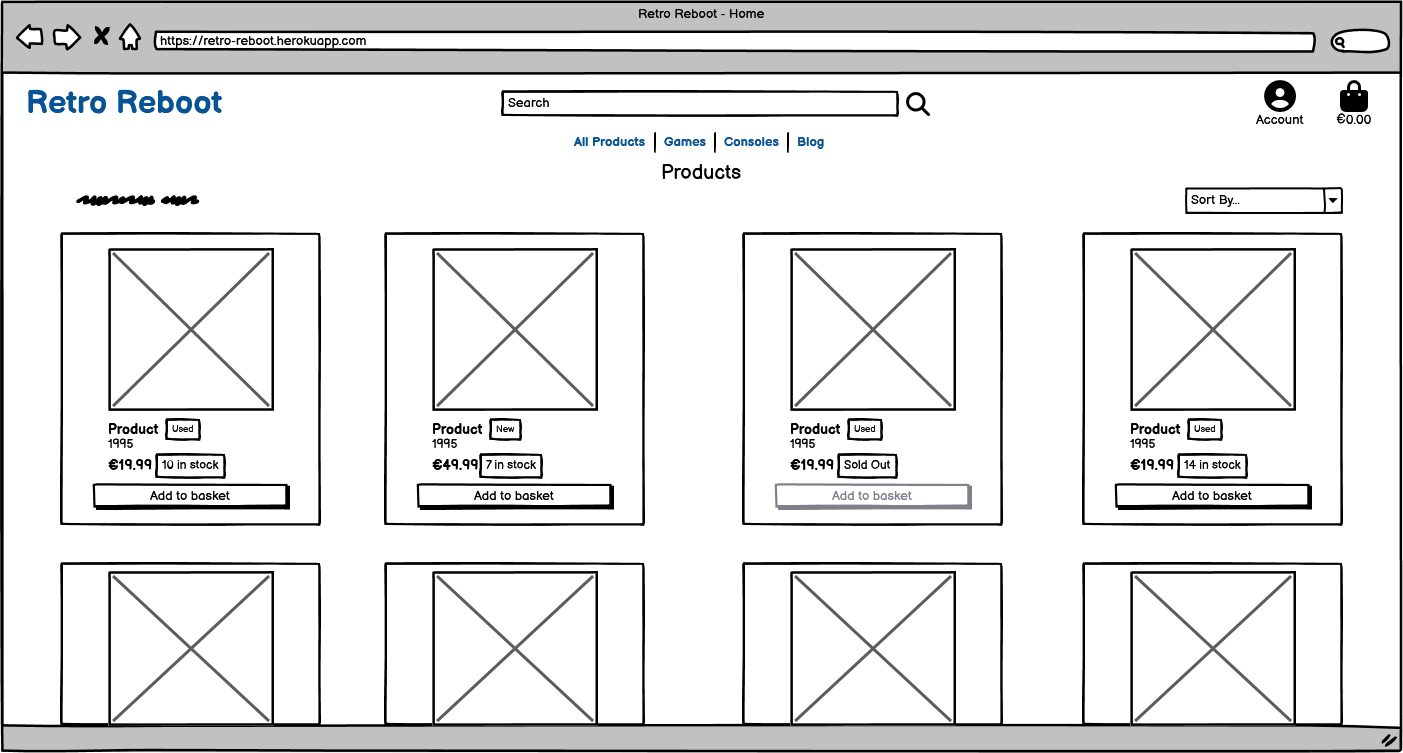 Retro Reboot - Home
https://retro-reboot.herokuapp.com
Retro Reboot
Search
Account
€0.00
All Products
Games
Consoles
Blog
Products
Sort By...
Product Used
1995
€19.99 10 in stock
Add to basket
Product New
1995
€49.99 7 in stock
Add to basket
Product Used
1995
€19.99 Sold Out
Add to basket
Product Used
1995
€19.99 14 in stock
Add to basket